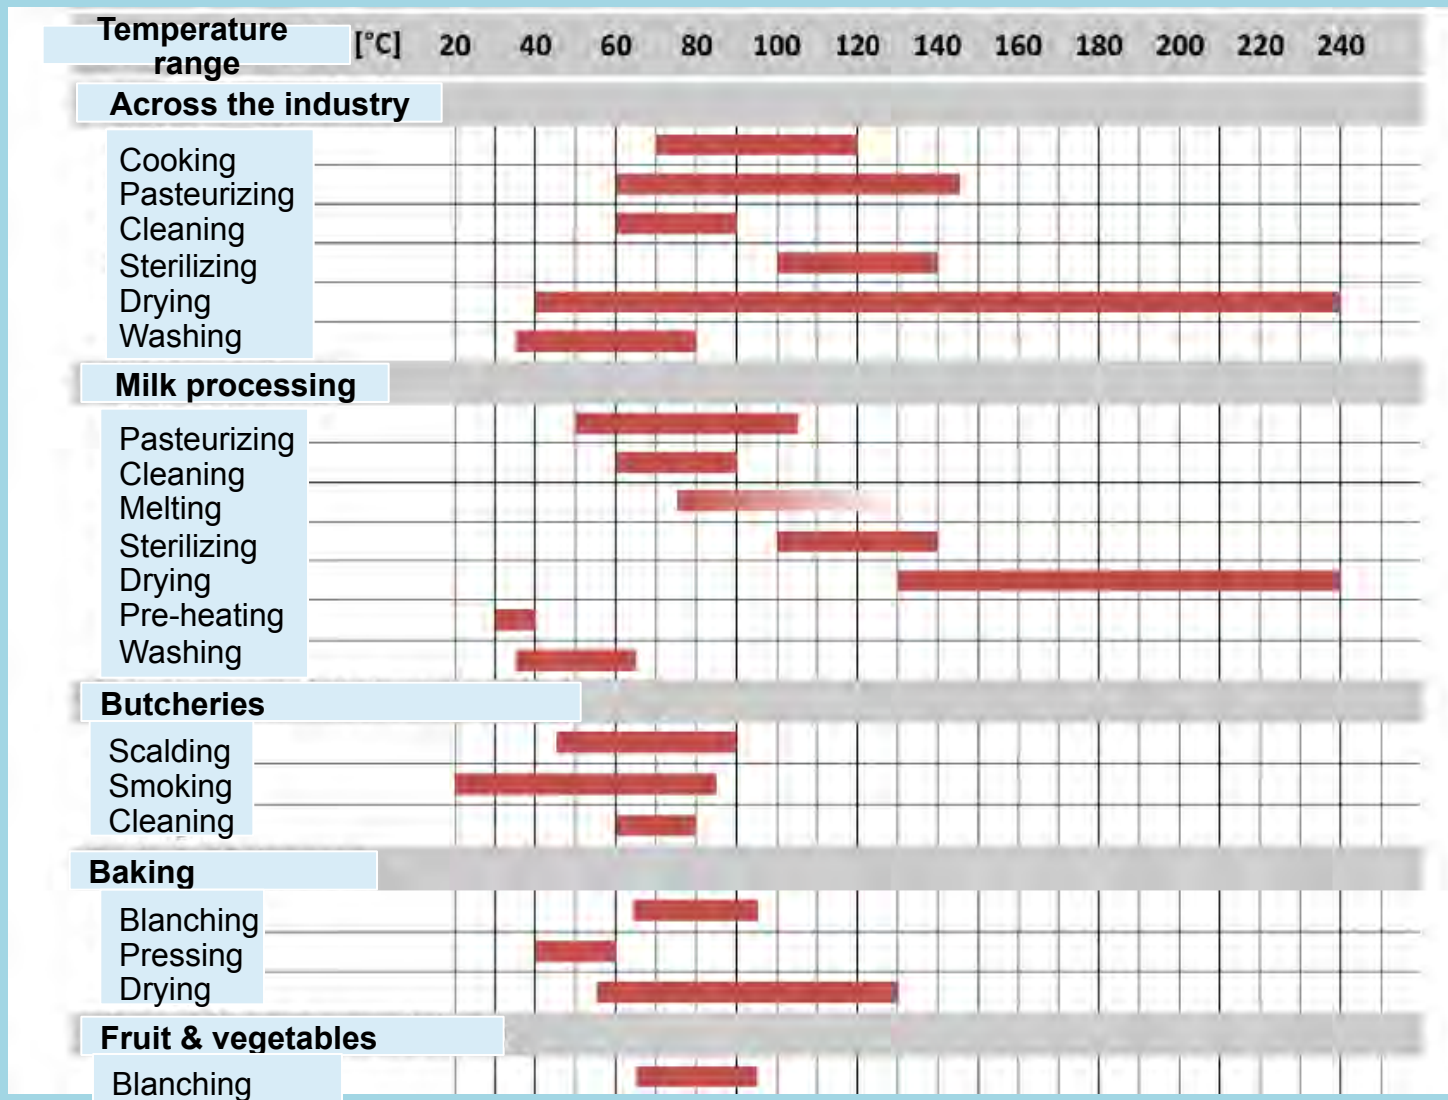 Temperature range [°C] 20 40 60 80 100 120 140 160 180 200 220 240
Across the industry
Cooking
Pasteurizing
Cleaning
Sterilizing
Drying
Washing
Milk processing
Pasteurizing
Cleaning
Melting
Sterilizing
Drying
Pre-heating
Washing
Butcheries
Scalding
Smoking
Cleaning
Baking
Blanching
Pressing
Drying
Fruit & vegetables
Blanching